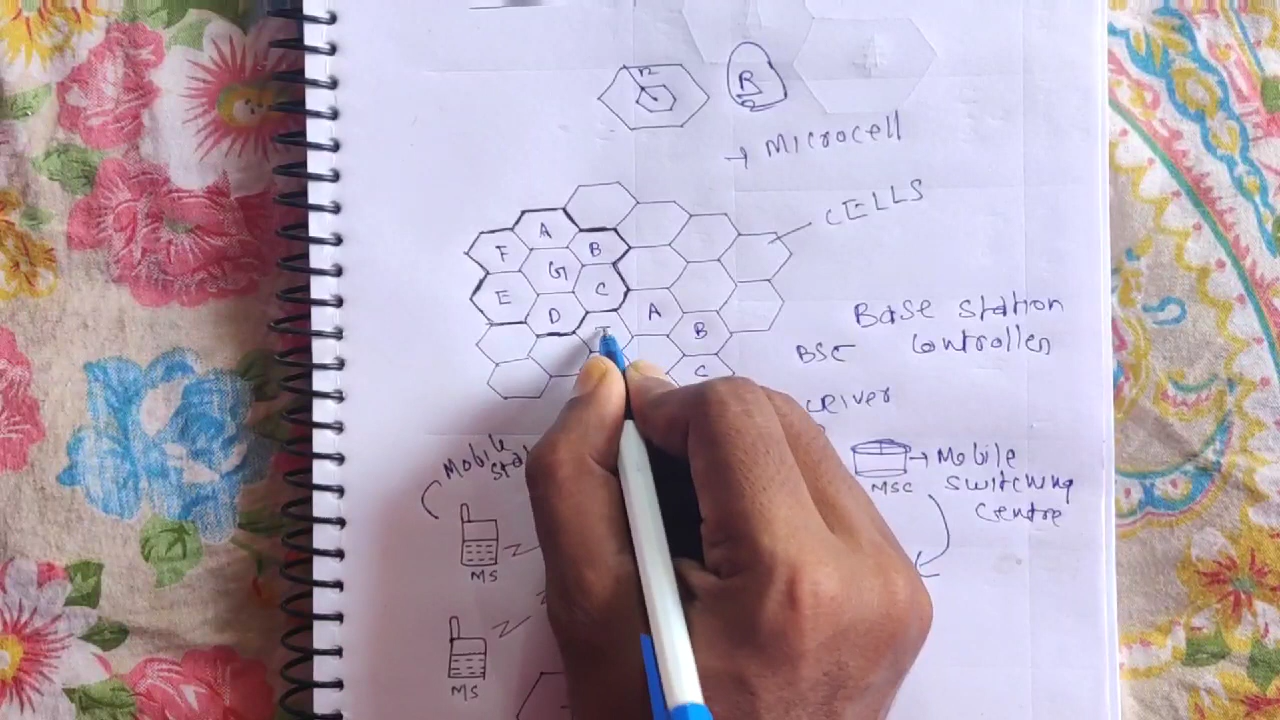 R
→ Microcell
CELLS
A
F B
G
E C
D
A
B
C
Base Station
Controller
BSC
Mobile
MSC
→ Mobile
Switching
Centre
MS
MS